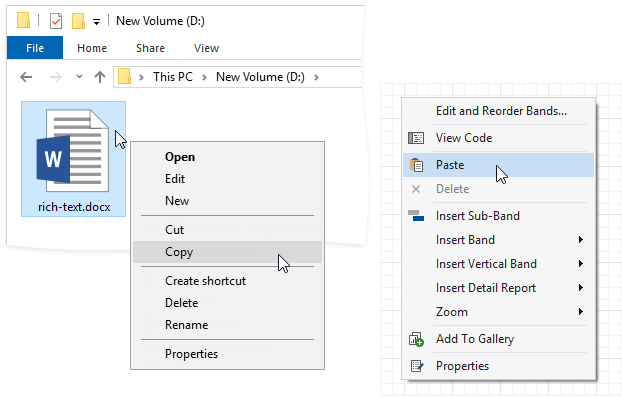 New Volume (D:)
File
Home
Share
View
This PC
New Volume (D:)
W
rich-text.docx
Open
Edit
New
Cut
Copy
Create shortcut
Delete
Rename
Properties
Edit and Reorder Bands...
View Code
Paste
Delete
Insert Sub-Band
Insert Band
Insert Vertical Band
Insert Detail Report
Zoom
Add To Gallery
Properties